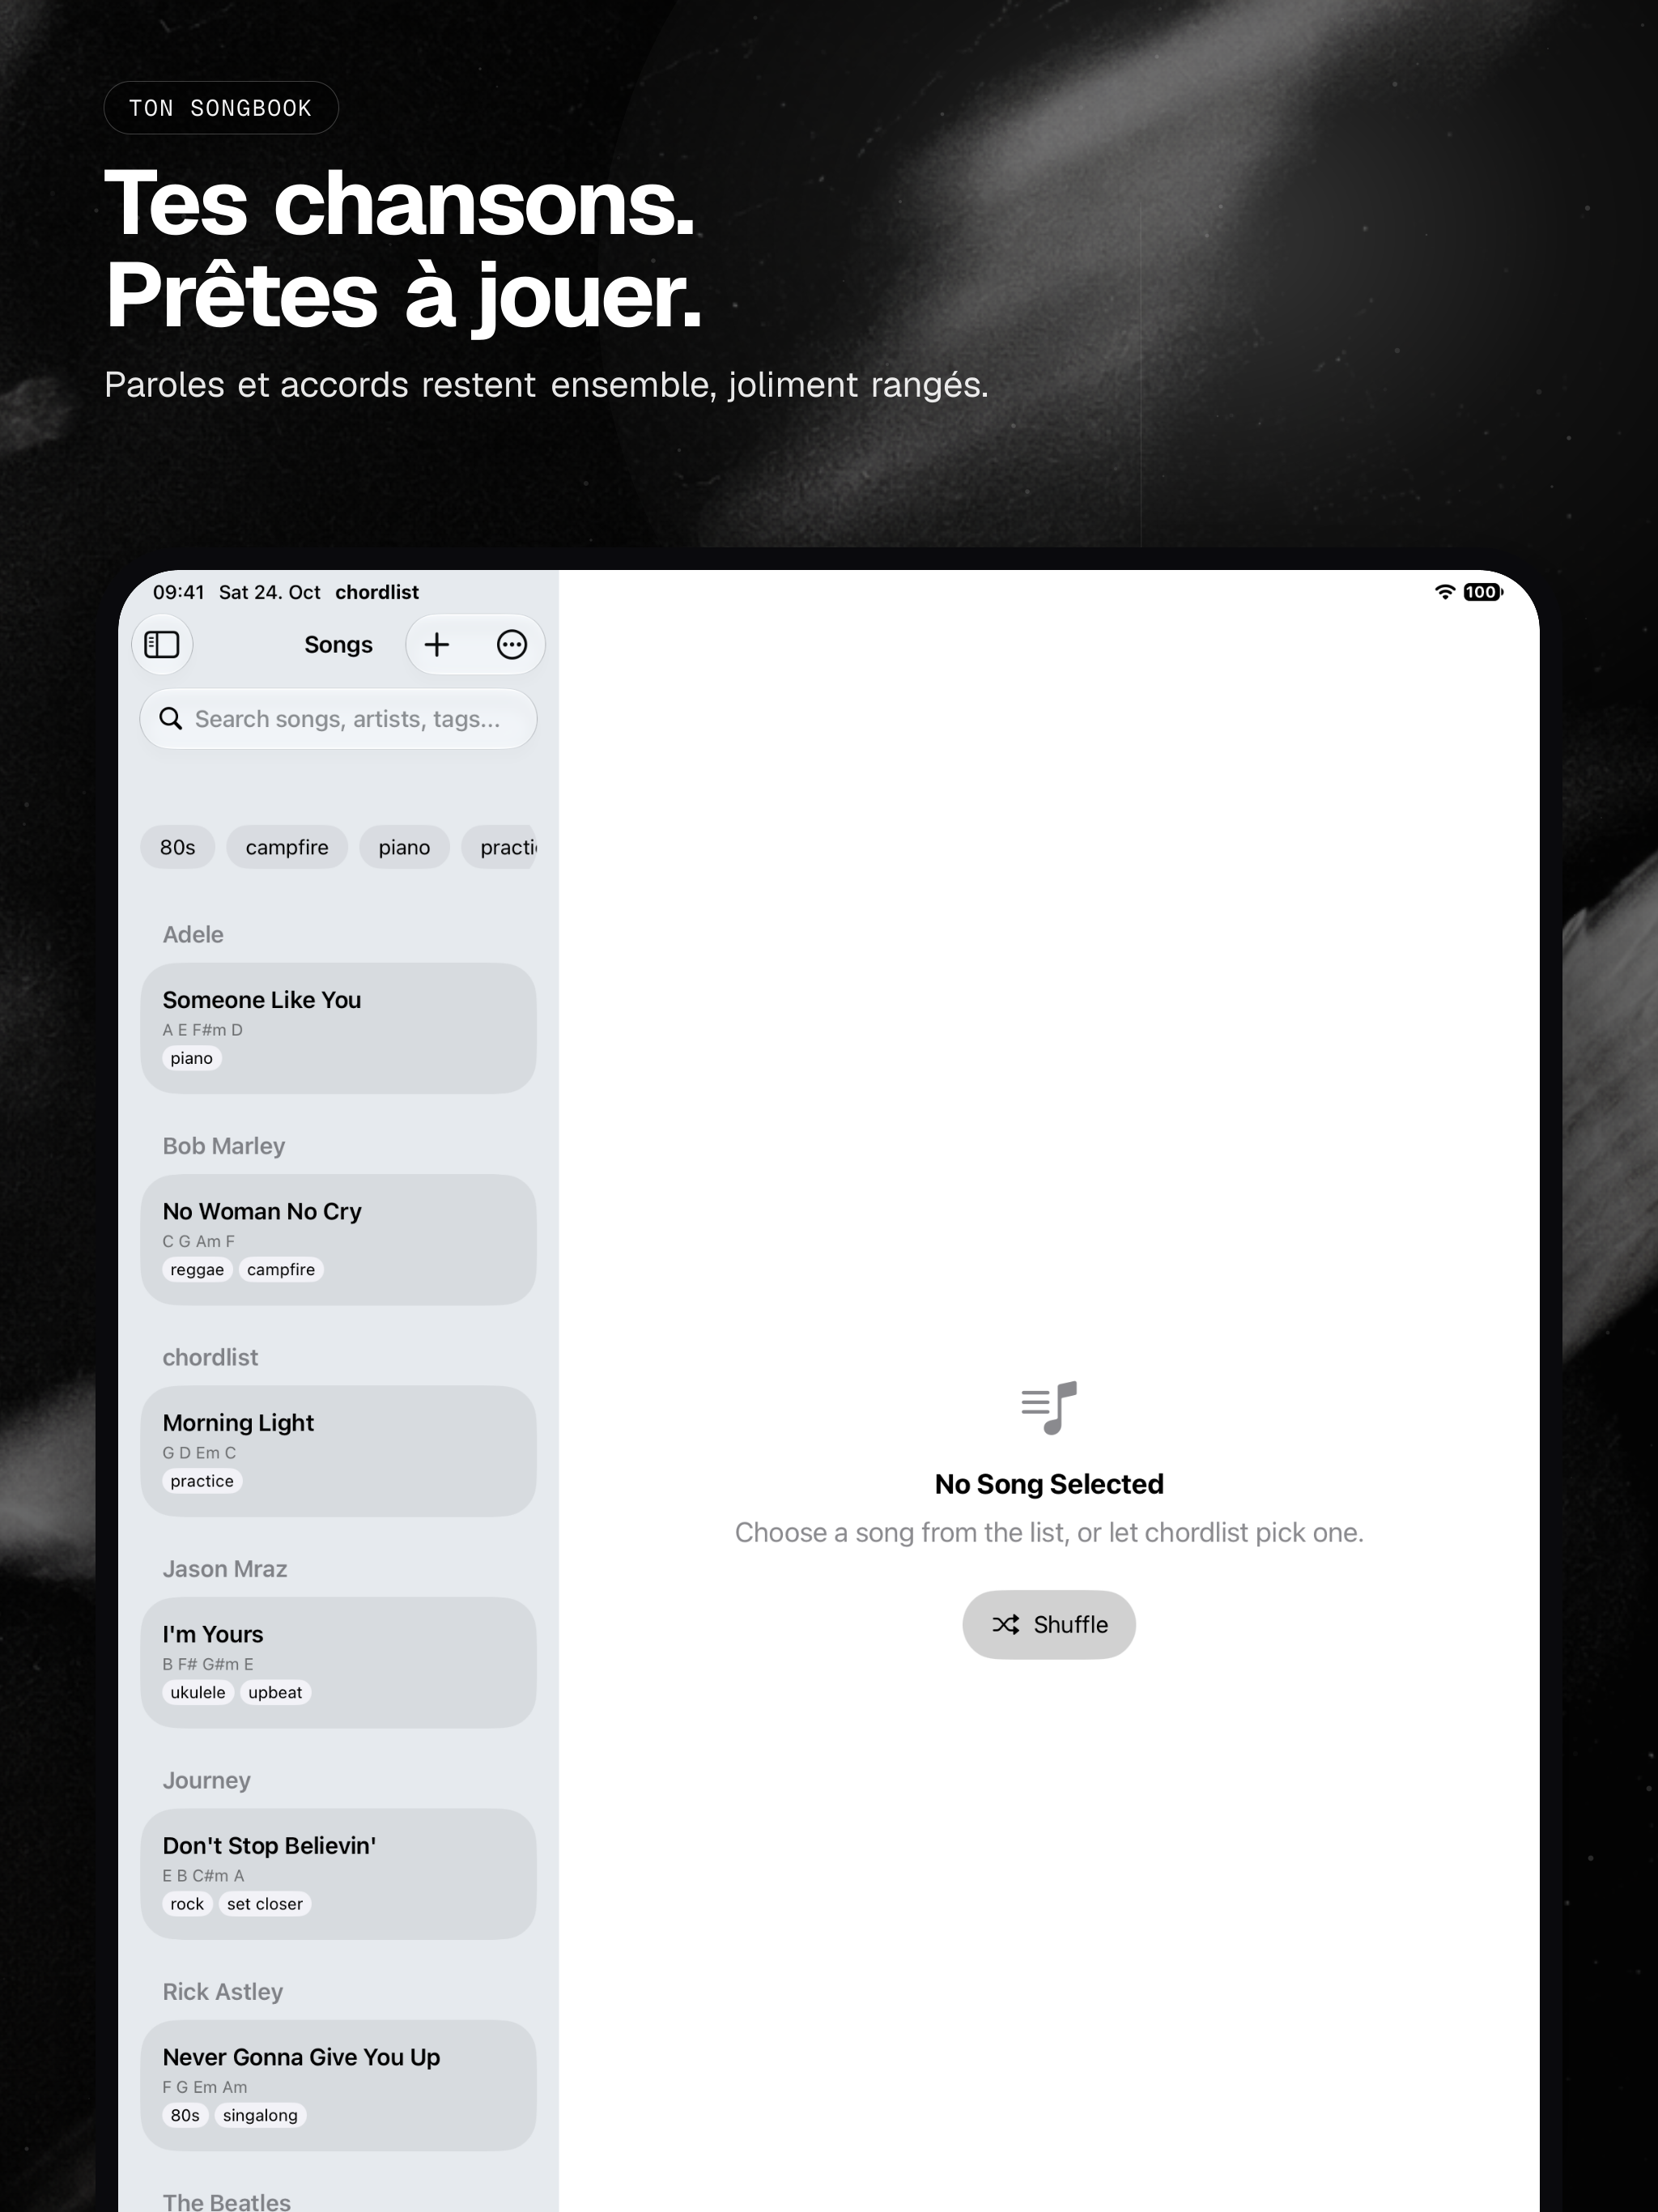 TON SONGBOOK
Tes chansons.
Prêtes à jouer.
Paroles et accords restent ensemble, joliment rangés.
09:41 Sat 24. Oct chordlist
100
Songs
Search songs, artists, tags...
80s campfire piano practi
Adele
Someone Like You
A E F#m D
piano
Bob Marley
No Woman No Cry
C G Am F
reggae campfire
chordlist
Morning Light
G D Em C
practice
Jason Mraz
I'm Yours
B F# G#m E
ukulele upbeat
Journey
Don't Stop Believin'
E B C#m A
rock set closer
Rick Astley
Never Gonna Give You Up
F G Em Am
80s singalong
The Beatles
No Song Selected
Choose a song from the list, or let chordlist pick one.
Shuffle